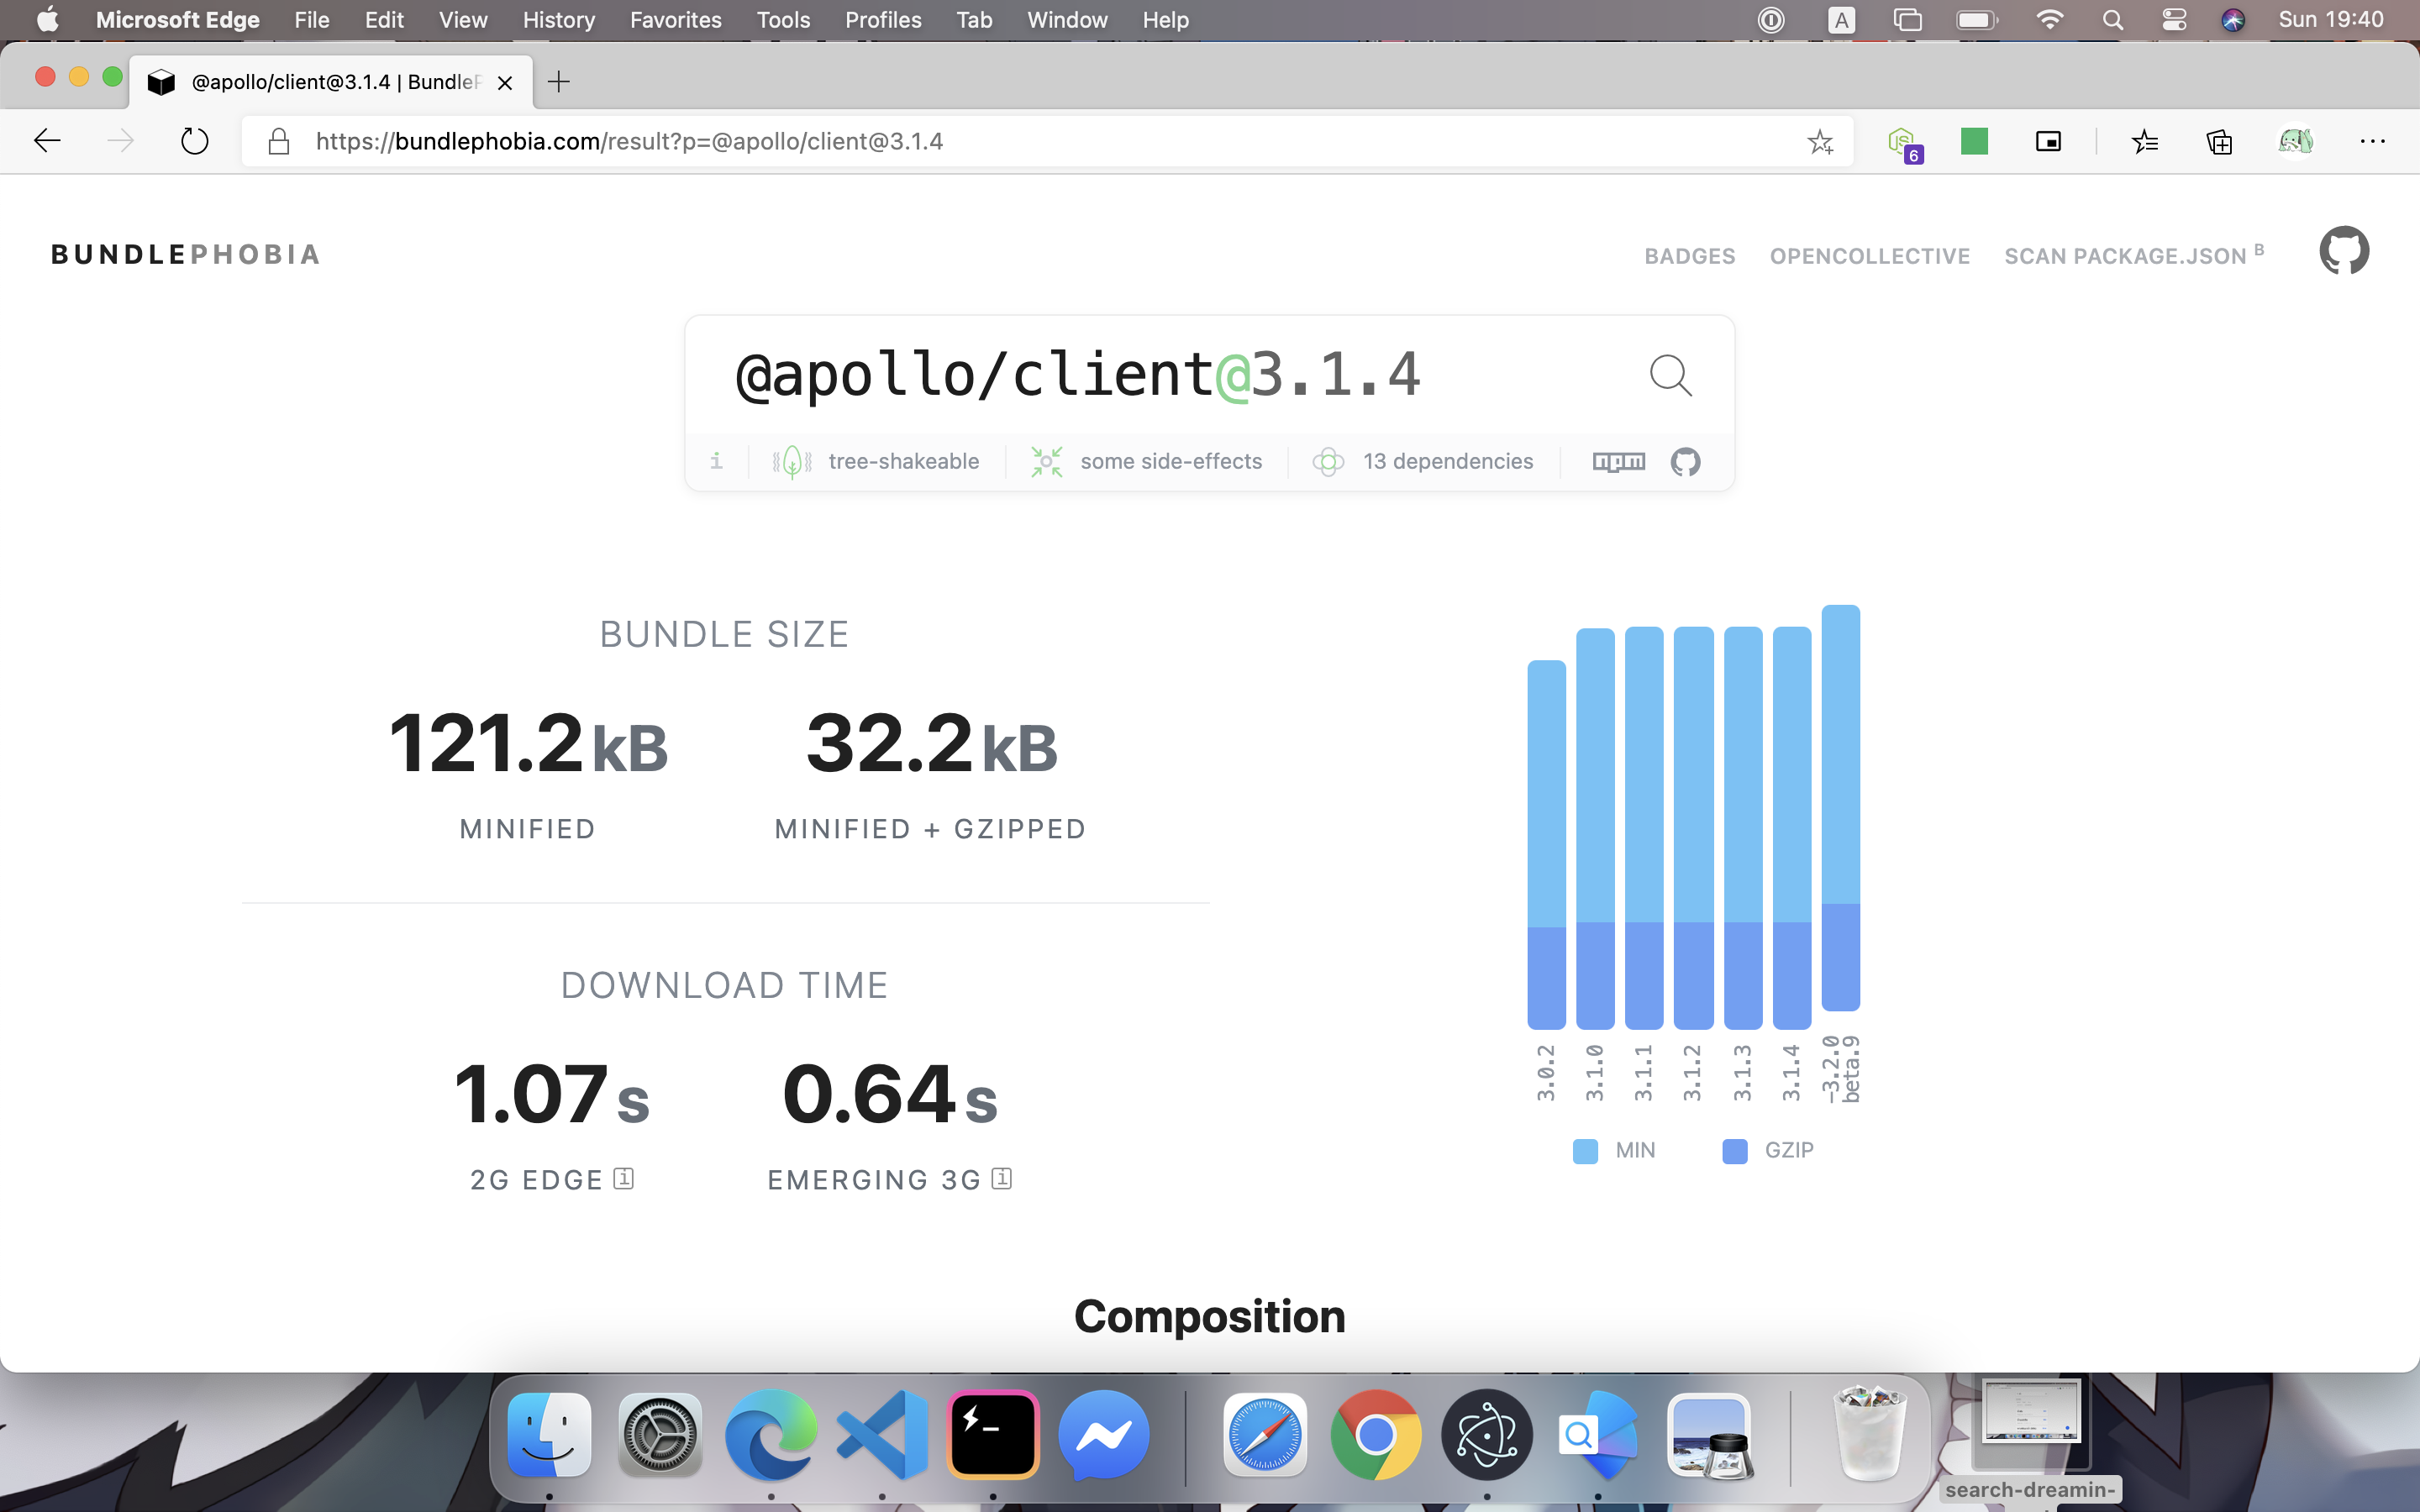 Microsoft Edge File Edit View History Favorites Tools Profiles Tab Window Help A Sun 19:40
@apollo/client@3.1.4 | BundleP
https://bundlephobia.com/result?p=@apollo/client@3.1.4
6
BUNDLEPHOBIA
BADGES OPENCOLLECTIVE SCAN PACKAGE.JSON B
@apollo/client@3.1.4
i tree-shakeable some side-effects 13 dependencies npm
BUNDLE SIZE
121.2 kB 32.2 kB
MINIFIED MINIFIED + GZIPPED
DOWNLOAD TIME
1.07 s 0.64 s
2G EDGE i EMERGING 3G i
3.0.2
3.1.0
3.1.1
3.1.2
3.1.3
3.1.4
–3.2.0
beta.9
MIN GZIP
Composition
search-dreamin-